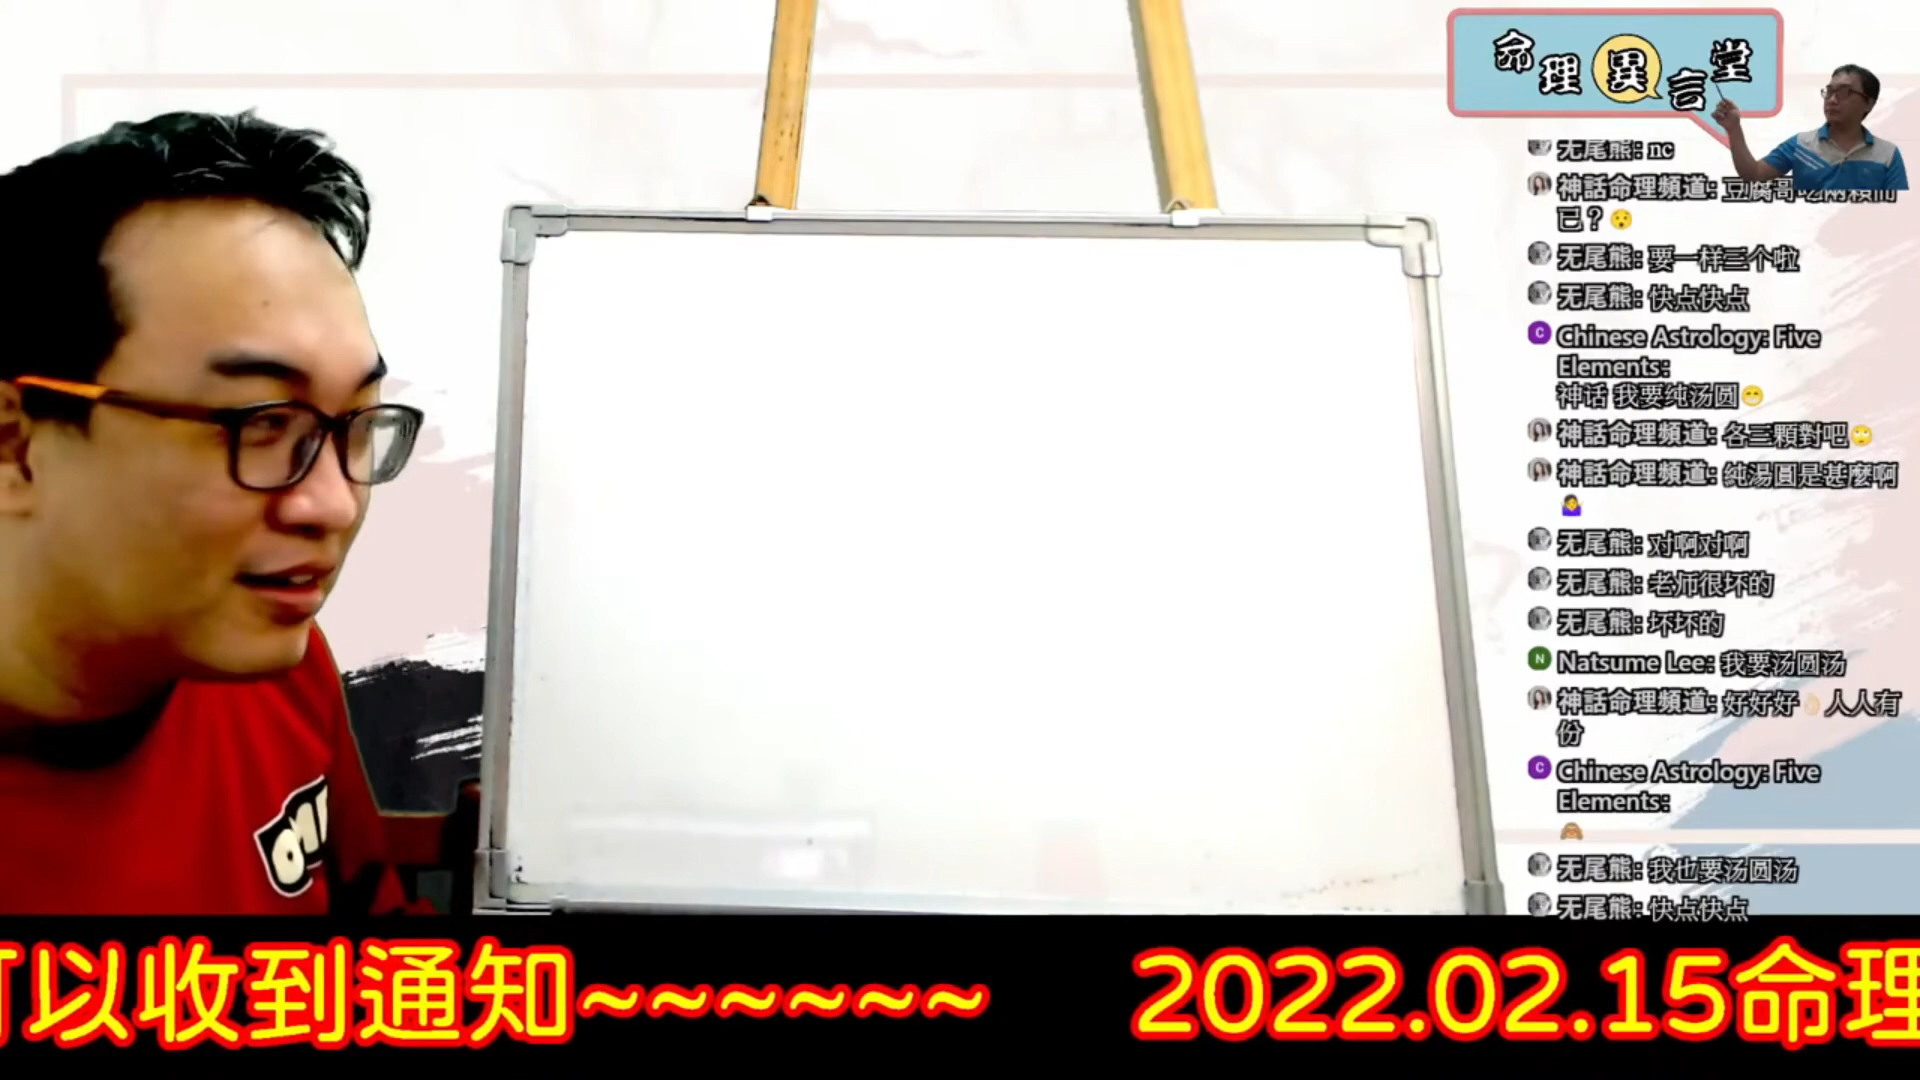 命理異言堂
无尾熊: nc
神話命理頻道: 豆腐哥吃兩顆而
已？😯
无尾熊: 要一样三个啦
无尾熊: 快点快点
C Chinese Astrology: Five
Elements:
神话 我要纯汤圆😁
神話命理頻道: 各三顆對吧🙄
神話命理頻道: 純湯圓是甚麼啊
🤷‍♀️
无尾熊: 对啊对啊
无尾熊: 老师很坏的
无尾熊: 坏坏的
N Natsume Lee: 我要汤圆汤
神話命理頻道: 好好好👌🏻人人有
份
C Chinese Astrology: Five
Elements:
🙈
无尾熊: 我也要汤圆汤
无尾熊: 快点快点
可以收到通知~~~~~~ 2022.02.15命理